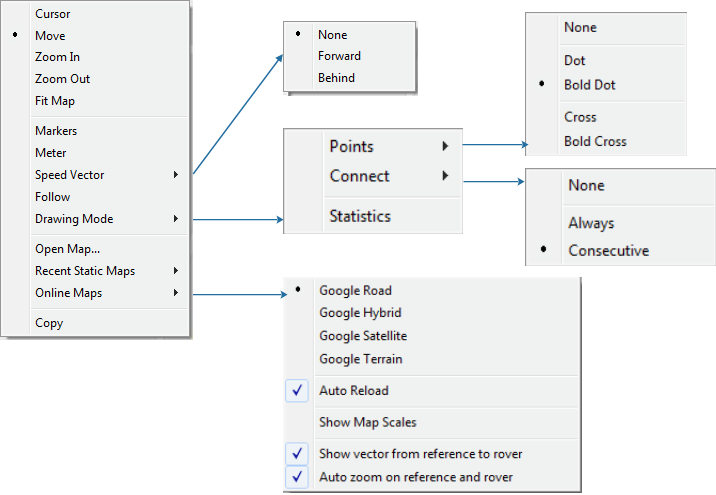 Cursor
Move
Zoom In
Zoom Out
Fit Map
Markers
Meter
Speed Vector
Follow
Drawing Mode
Open Map...
Recent Static Maps
Online Maps
Copy
None
Forward
Behind
Points
Connect
Statistics
None
Dot
Bold Dot
Cross
Bold Cross
None
Always
Consecutive
Google Road
Google Hybrid
Google Satellite
Google Terrain
Auto Reload
Show Map Scales
Show vector from reference to rover
Auto zoom on reference and rover